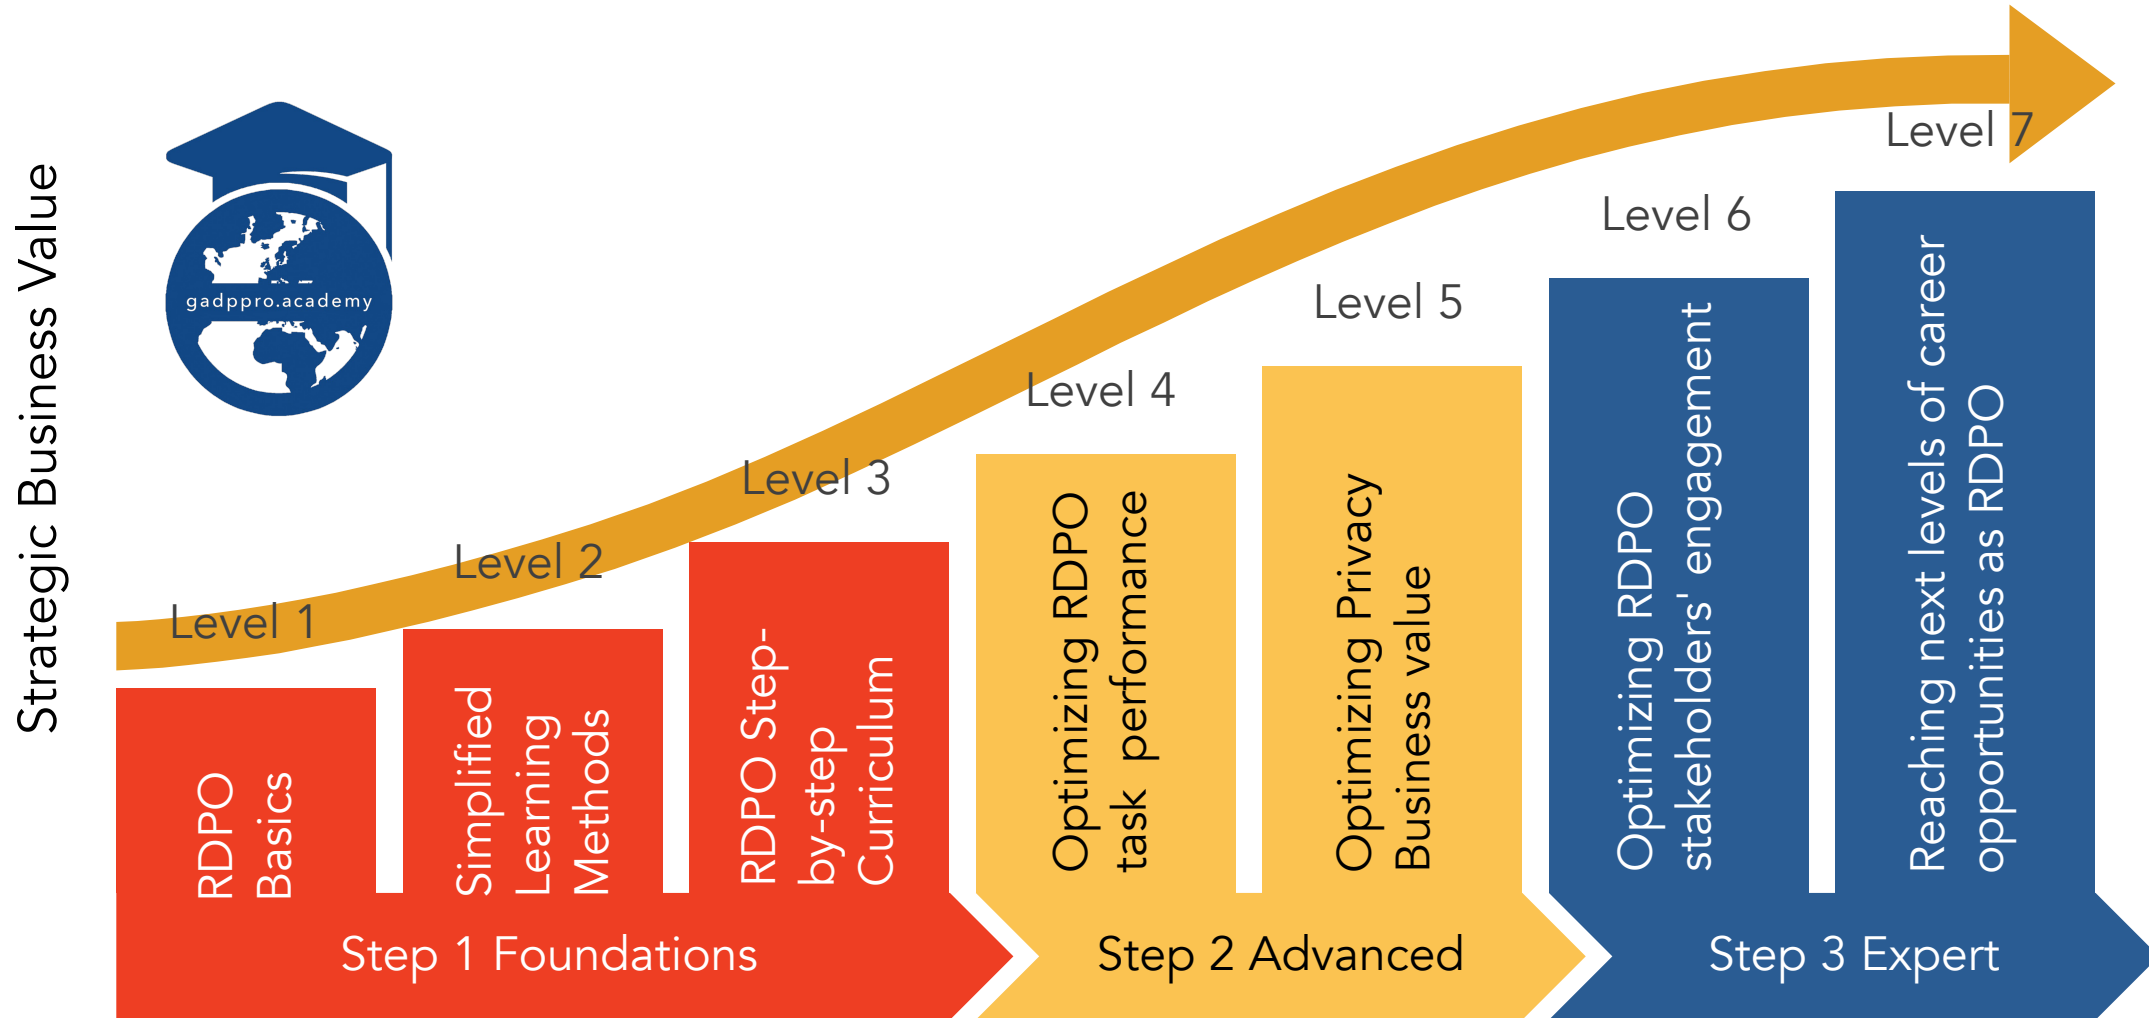 Strategic Business Value
gadppro.academy
Level 1
Level 2
Level 3
Level 4
Level 5
Level 6
Level 7
RDPO
Basics
Simplified
Learning
Methods
RDPO Step-
by-step
Curriculum
Optimizing RDPO
task performance
Optimizing Privacy
Business value
Optimizing RDPO
stakeholders' engagement
Reaching next levels of career
opportunities as RDPO
Step 1 Foundations
Step 2 Advanced
Step 3 Expert